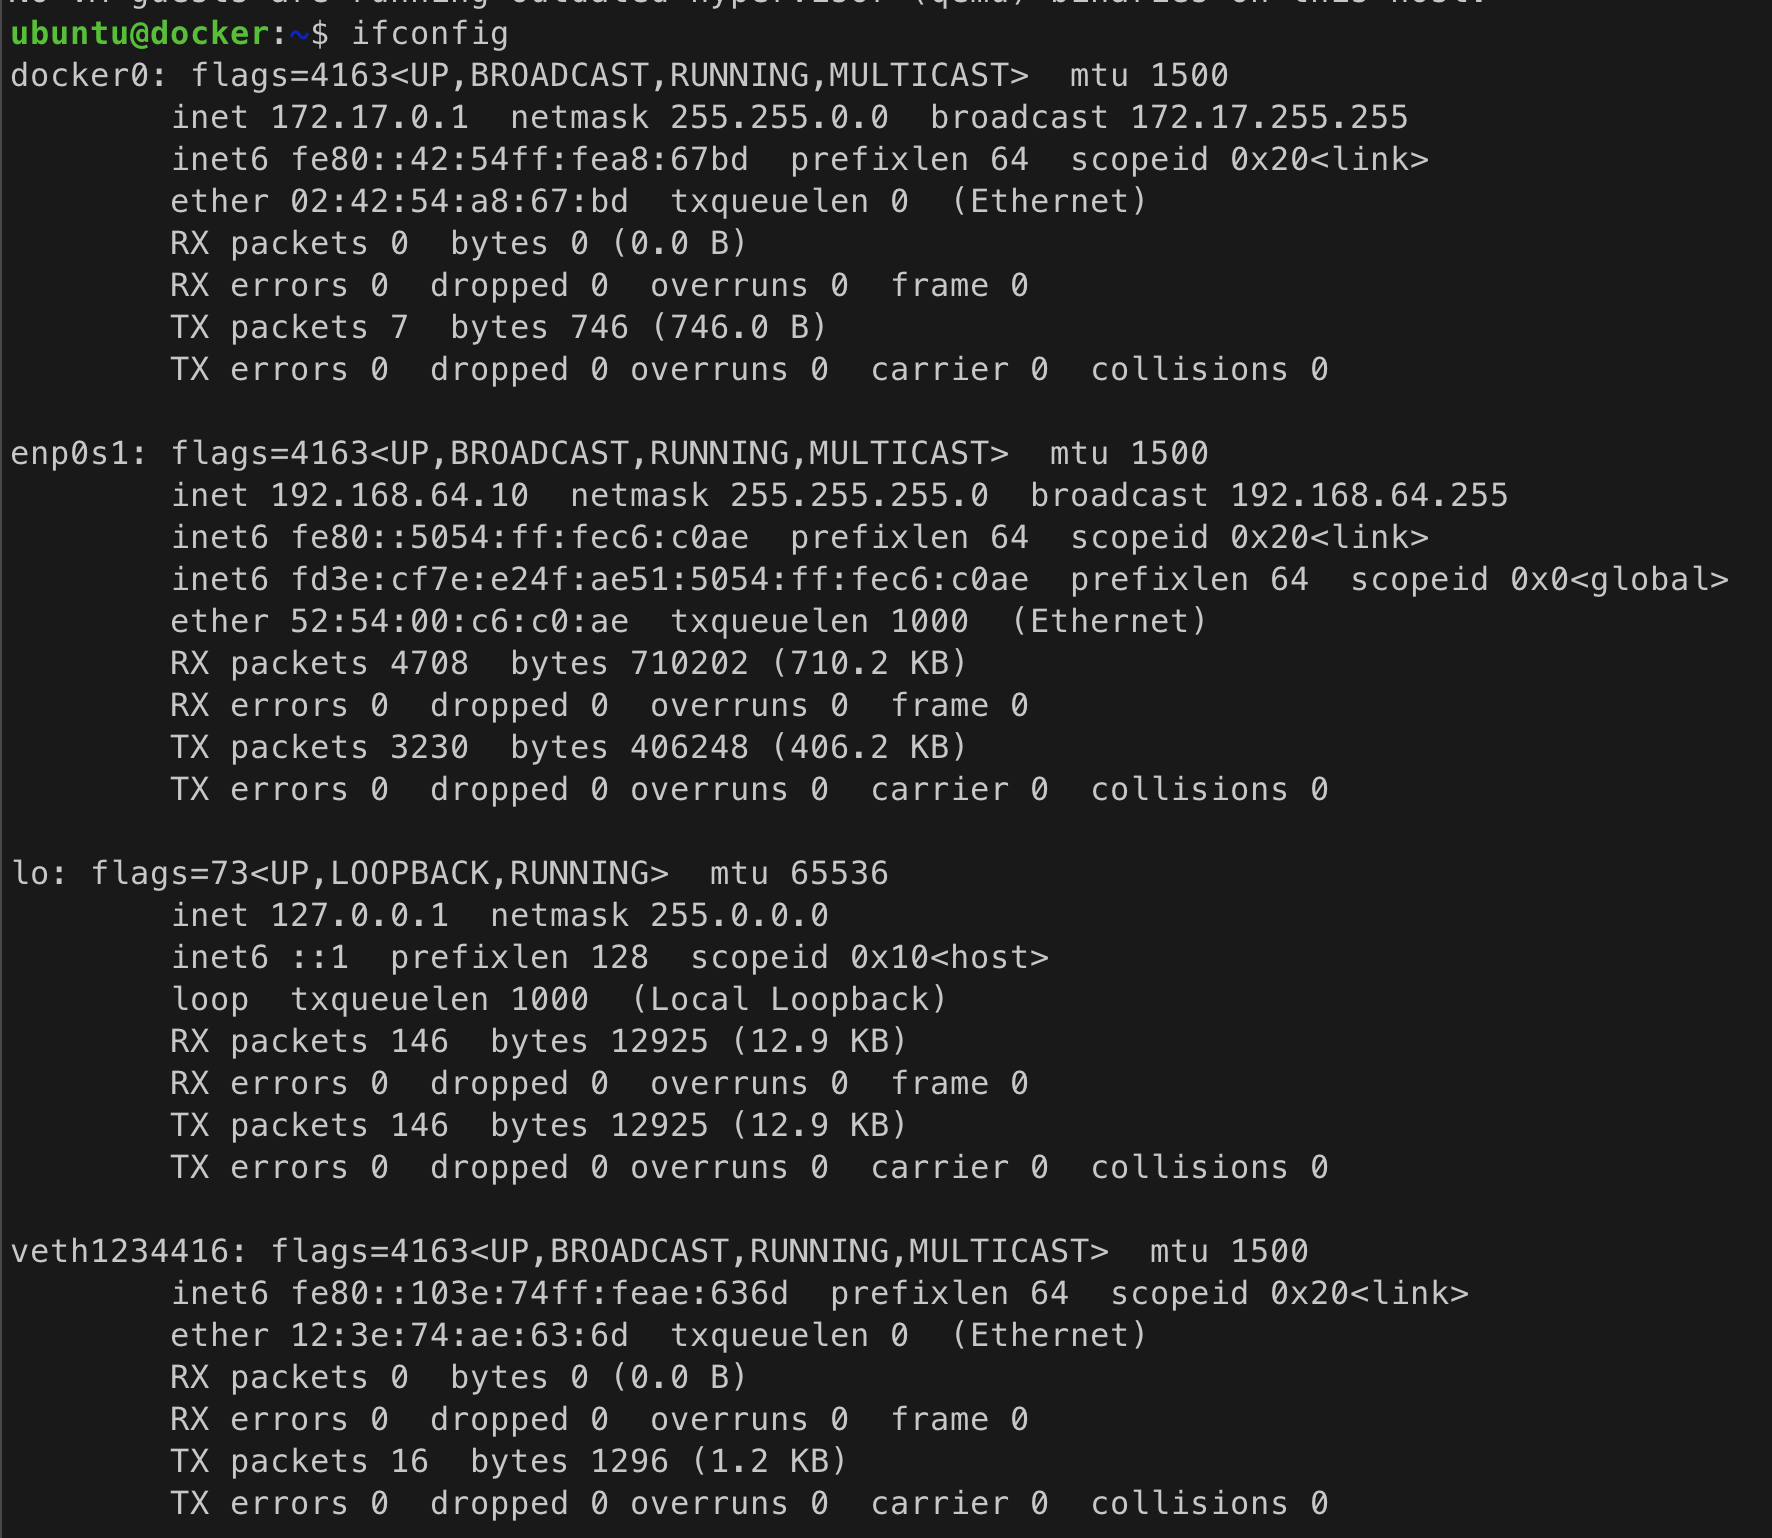 No VM guests are running outdated hypervisor (qemu) binaries on this host.
ubuntu@docker:~$ ifconfig
docker0: flags=4163<UP,BROADCAST,RUNNING,MULTICAST>  mtu 1500
        inet 172.17.0.1  netmask 255.255.0.0  broadcast 172.17.255.255
        inet6 fe80::42:54ff:fea8:67bd  prefixlen 64  scopeid 0x20<link>
        ether 02:42:54:a8:67:bd  txqueuelen 0  (Ethernet)
        RX packets 0  bytes 0 (0.0 B)
        RX errors 0  dropped 0  overruns 0  frame 0
        TX packets 7  bytes 746 (746.0 B)
        TX errors 0  dropped 0 overruns 0  carrier 0  collisions 0

enp0s1: flags=4163<UP,BROADCAST,RUNNING,MULTICAST>  mtu 1500
        inet 192.168.64.10  netmask 255.255.255.0  broadcast 192.168.64.255
        inet6 fe80::5054:ff:fec6:c0ae  prefixlen 64  scopeid 0x20<link>
        inet6 fd3e:cf7e:e24f:ae51:5054:ff:fec6:c0ae  prefixlen 64  scopeid 0x0<global>
        ether 52:54:00:c6:c0:ae  txqueuelen 1000  (Ethernet)
        RX packets 4708  bytes 710202 (710.2 KB)
        RX errors 0  dropped 0  overruns 0  frame 0
        TX packets 3230  bytes 406248 (406.2 KB)
        TX errors 0  dropped 0 overruns 0  carrier 0  collisions 0

lo: flags=73<UP,LOOPBACK,RUNNING>  mtu 65536
        inet 127.0.0.1  netmask 255.0.0.0
        inet6 ::1  prefixlen 128  scopeid 0x10<host>
        loop  txqueuelen 1000  (Local Loopback)
        RX packets 146  bytes 12925 (12.9 KB)
        RX errors 0  dropped 0  overruns 0  frame 0
        TX packets 146  bytes 12925 (12.9 KB)
        TX errors 0  dropped 0 overruns 0  carrier 0  collisions 0

veth1234416: flags=4163<UP,BROADCAST,RUNNING,MULTICAST>  mtu 1500
        inet6 fe80::103e:74ff:feae:636d  prefixlen 64  scopeid 0x20<link>
        ether 12:3e:74:ae:63:6d  txqueuelen 0  (Ethernet)
        RX packets 0  bytes 0 (0.0 B)
        RX errors 0  dropped 0  overruns 0  frame 0
        TX packets 16  bytes 1296 (1.2 KB)
        TX errors 0  dropped 0 overruns 0  carrier 0  collisions 0